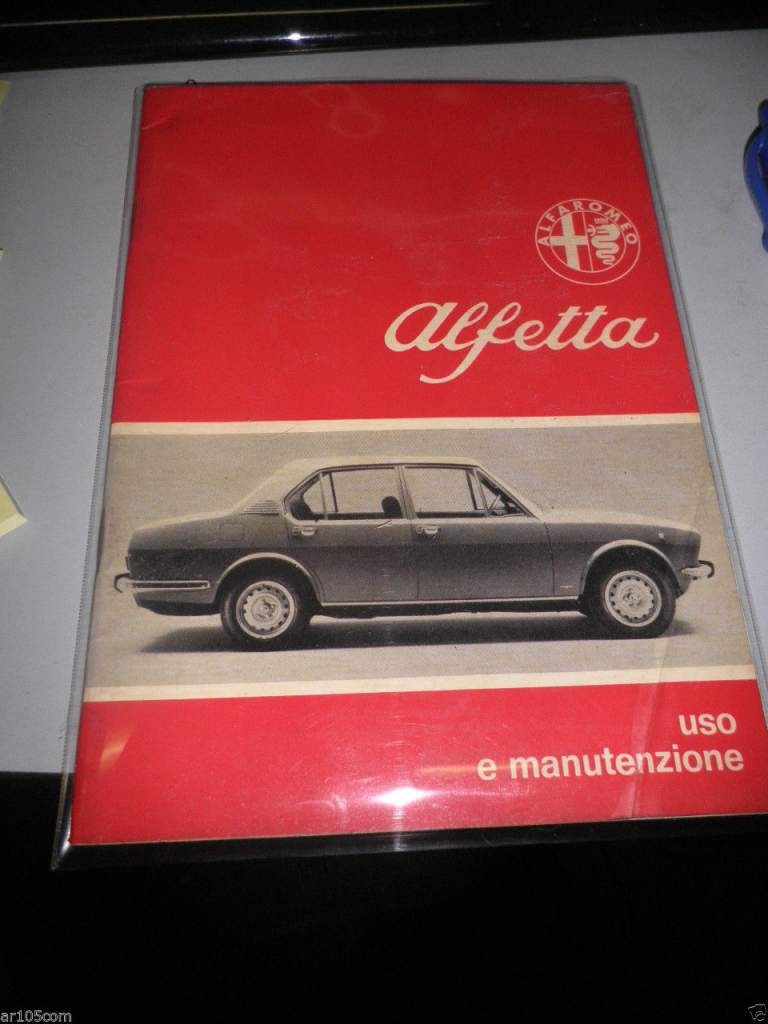 ALFA ROMEO
Alfetta
uso
e manutenzione
ar105com